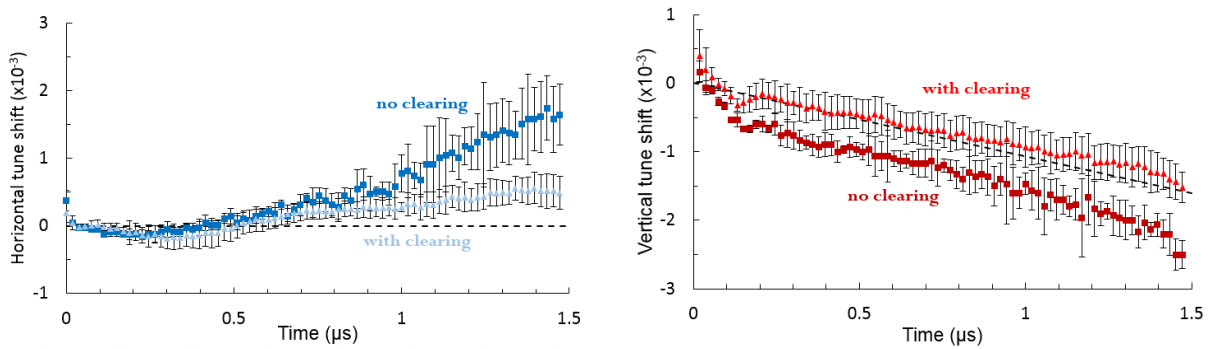 3
2
1
0
-1
0
0.5
1
1.5
Horizontal tune shift (x10⁻³)
Time (µs)
no clearing
with clearing
1
0
-1
-2
-3
0
0.5
1
1.5
Vertical tune shift (x10⁻³)
Time (µs)
with clearing
no clearing